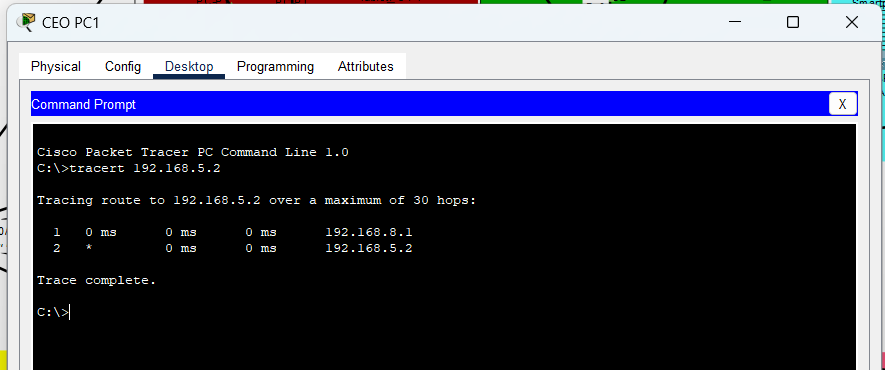 CEO PC1
Physical Config Desktop Programming Attributes
Command Prompt
X
Cisco Packet Tracer PC Command Line 1.0
C:\>tracert 192.168.5.2
Tracing route to 192.168.5.2 over a maximum of 30 hops:
1 0 ms 0 ms 0 ms 192.168.8.1
2 * 0 ms 0 ms 192.168.5.2
Trace complete.
C:\>